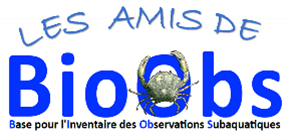 LES AMIS DE
BioObs
Base pour l'Inventaire des Observations Subaquatiques